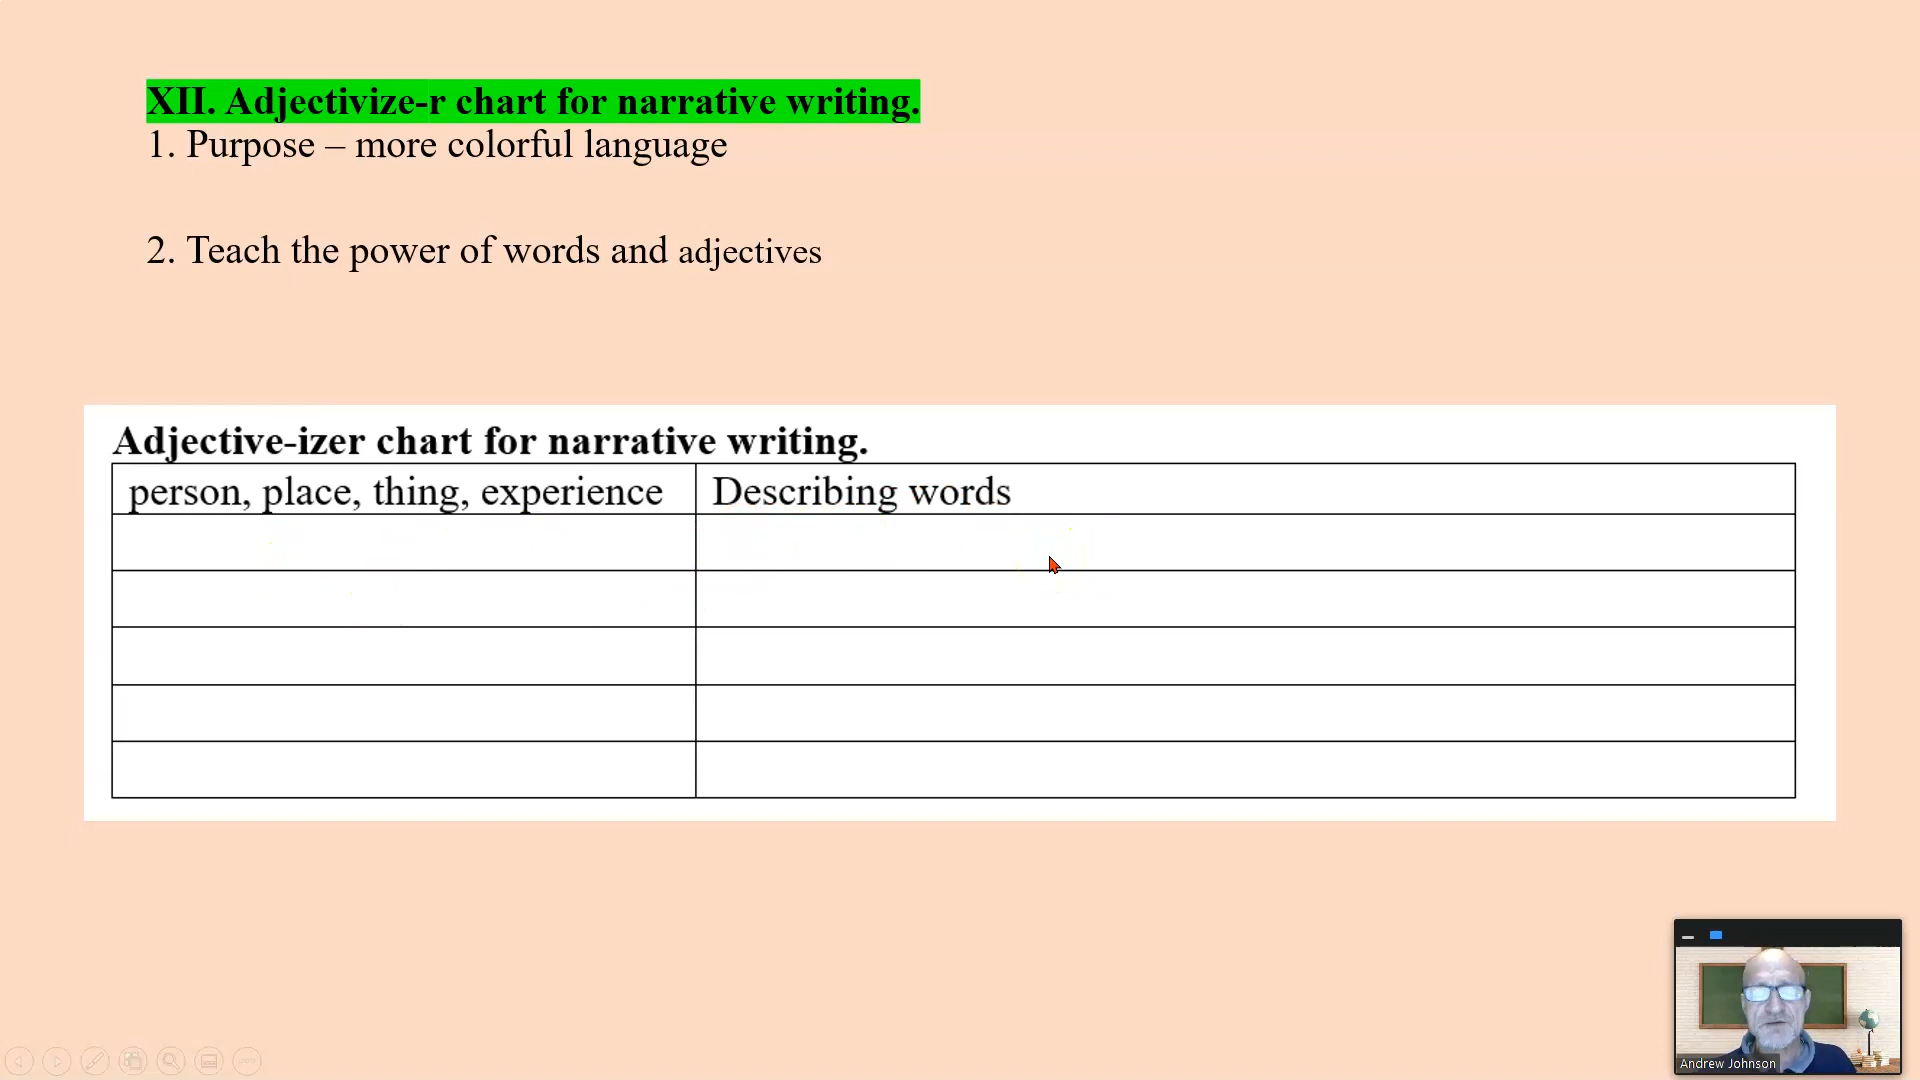 XII. Adjectivize-r chart for narrative writing.
1. Purpose – more colorful language
2. Teach the power of words and adjectives
Adjective-izer chart for narrative writing.
person, place, thing, experience
Describing words
Andrew Johnson